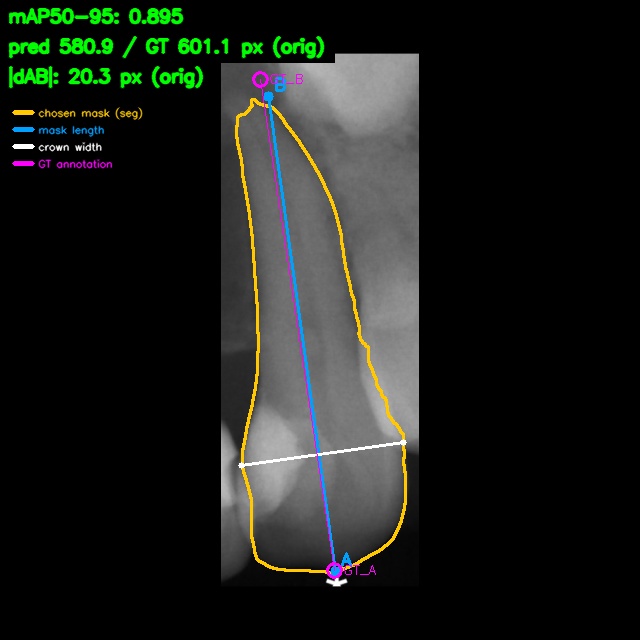 mAP50-95: 0.895
pred 580.9 / GT 601.1 px (orig)
|dAB|: 20.3 px (orig)
chosen mask (seg)
mask length
crown width
GT annotation
GT_B
B
A
GT_A